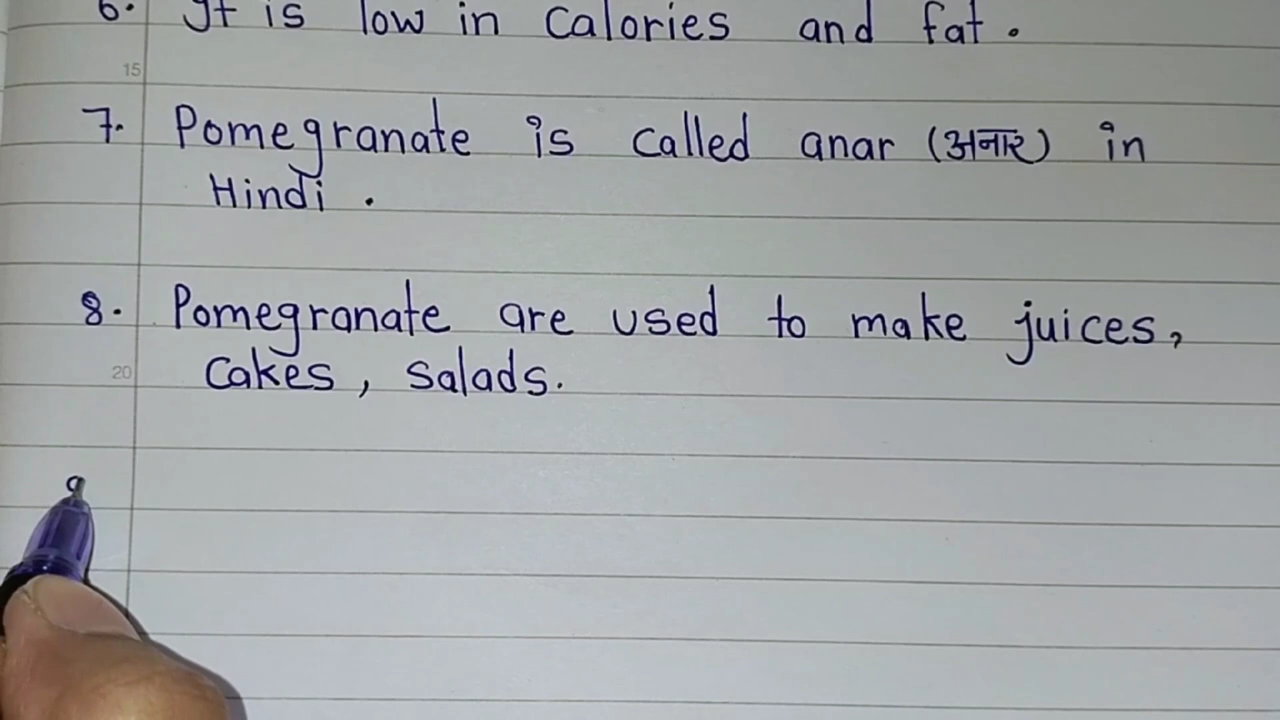 6. It is low in calories and fat.
15
7. Pomegranate is called anar (अनार) in
Hindi.
8. Pomegranate are used to make juices,
20
cakes, salads.
9